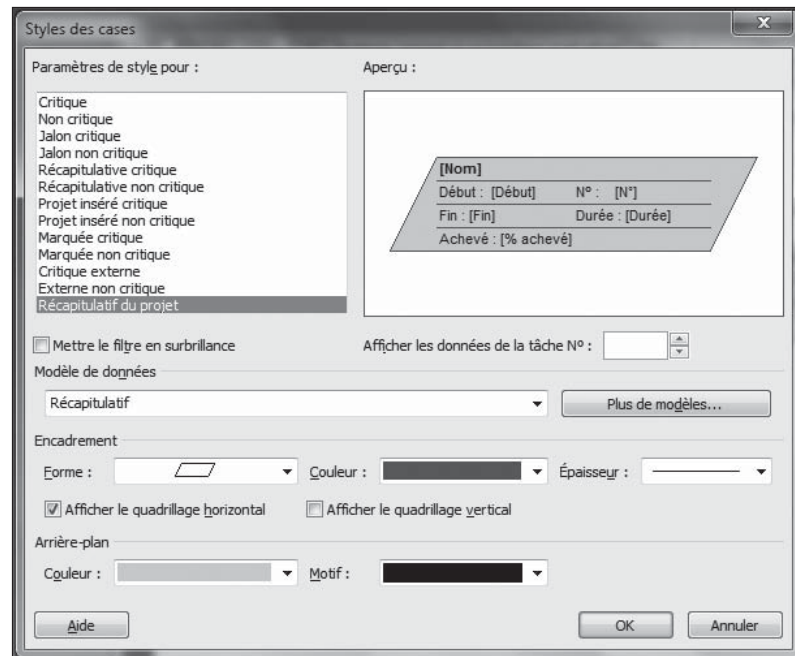 Styles des cases
X
Paramètres de style pour :
Aperçu :
Critique
Non critique
Jalon critique
Jalon non critique
Récapitulative critique
Récapitulative non critique
Projet inséré critique
Projet inséré non critique
Marquée critique
Marquée non critique
Critique externe
Externe non critique
Récapitulatif du projet
[Nom]
Début : [Début] Nº : [N°]
Fin : [Fin] Durée : [Durée]
Achevé : [% achevé]
Mettre le filtre en surbrillance
Afficher les données de la tâche Nº :
Modèle de données
Récapitulatif
Plus de modèles...
Encadrement
Forme : Couleur : Épaisseur :
Afficher le quadrillage horizontal Afficher le quadrillage vertical
Arrière-plan
Couleur : Motif :
Aide OK Annuler